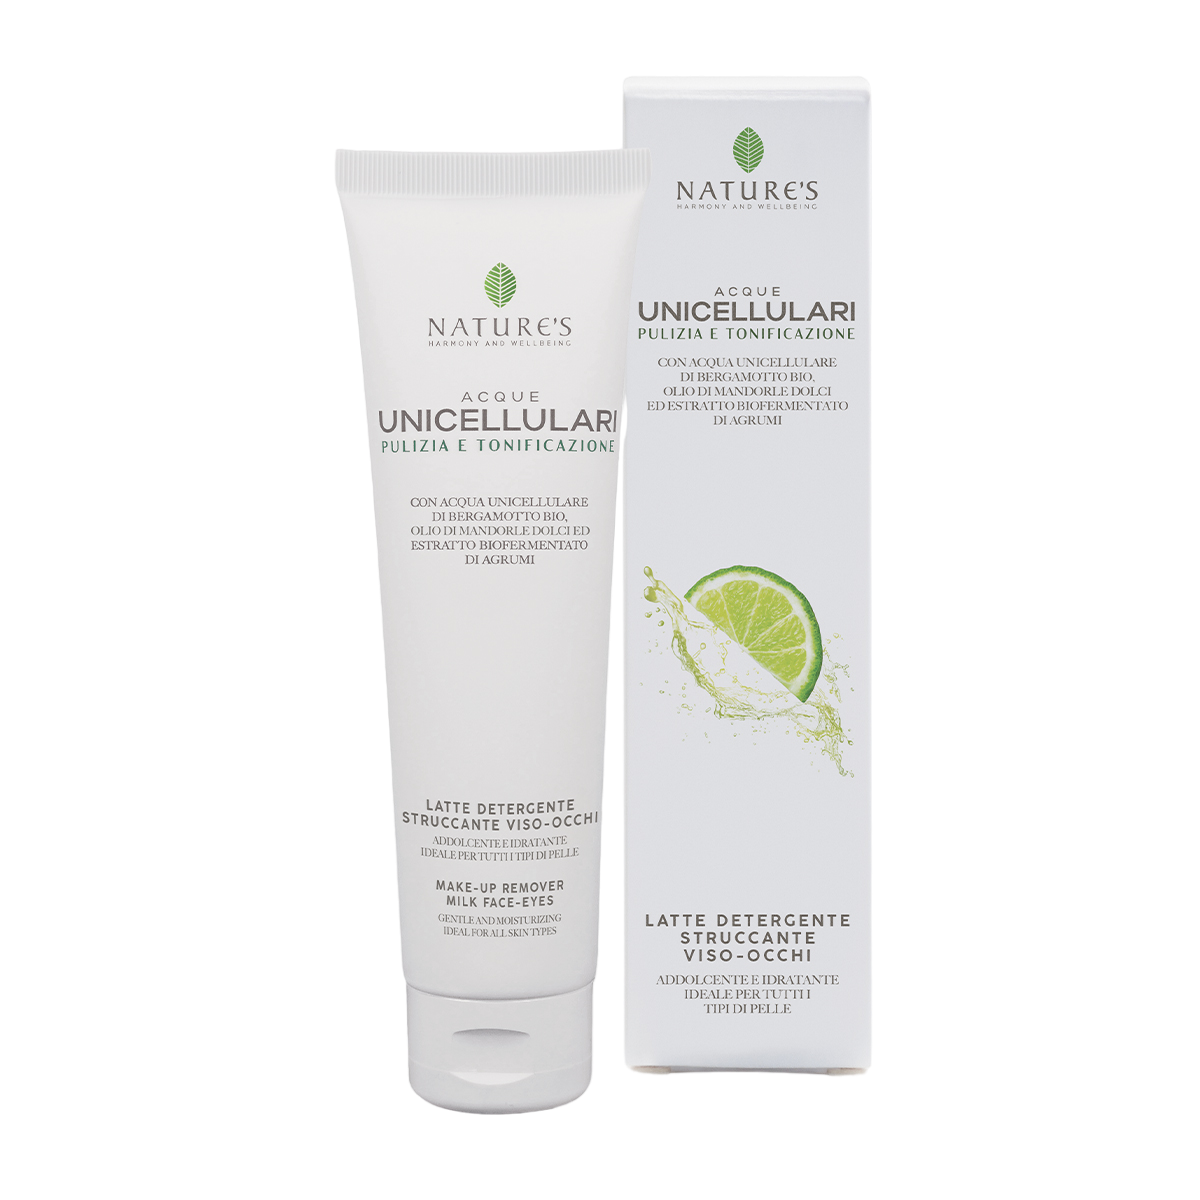 NATURE'S
HARMONY AND WELLBEING
ACQUE
UNICELLULARI
PULIZIA E TONIFICAZIONE
CON ACQUA UNICELLULARE
DI BERGAMOTTO BIO,
OLIO DI MANDORLE DOLCI ED
ESTRATTO BIOFERMENTATO
DI AGRUMI
LATTE DETERGENTE
STRUCCANTE VISO-OCCHI
ADDOLCENTE E IDRATANTE
IDEALE PER TUTTI I TIPI DI PELLE
MAKE-UP REMOVER
MILK FACE-EYES
GENTLE AND MOISTURIZING
IDEAL FOR ALL SKIN TYPES
NATURE'S
HARMONY AND WELLBEING
ACQUE
UNICELLULARI
PULIZIA E TONIFICAZIONE
CON ACQUA UNICELLULARE
DI BERGAMOTTO BIO,
OLIO DI MANDORLE DOLCI
ED ESTRATTO BIOFERMENTATO
DI AGRUMI
LATTE DETERGENTE
STRUCCANTE
VISO-OCCHI
ADDOLCENTE E IDRATANTE
IDEALE PER TUTTI I
TIPI DI PELLE